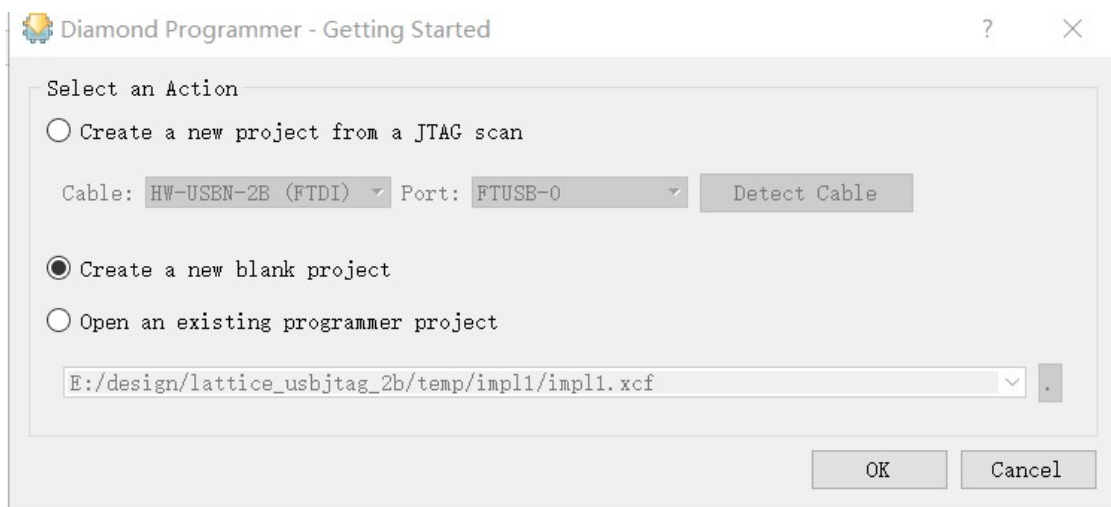 Diamond Programmer - Getting Started
Select an Action
Create a new project from a JTAG scan
Cable: HW-USBN-2B (FTDI) Port: FTUSB-0 Detect Cable
Create a new blank project
Open an existing programmer project
E:/design/lattice_usbjtag_2b/temp/impl1/impl1.xcf .
OK Cancel